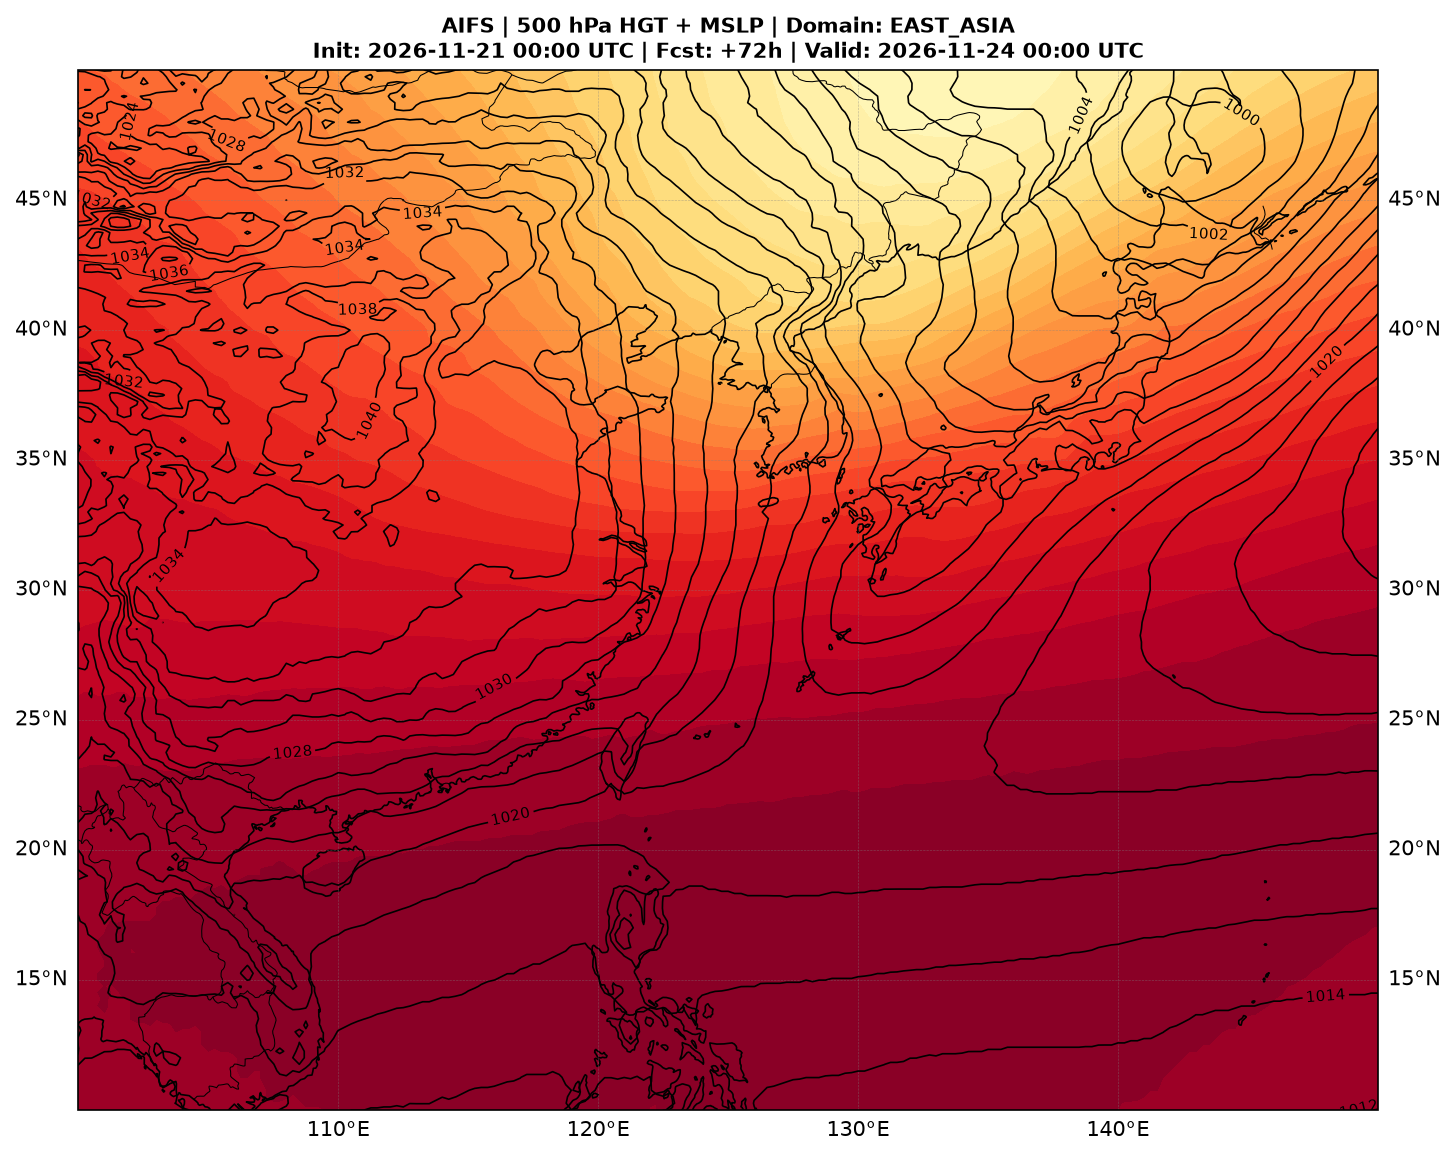 AIFS | 500 hPa HGT + MSLP | Domain: EAST_ASIA
Init: 2026-11-21 00:00 UTC | Fcst: +72h | Valid: 2026-11-24 00:00 UTC
1024
1028
1032
1004
1000
45°N
032
1034
1002
45°N
1034
1034
1036
1038
40°N
40°N
1032
1020
1040
35°N
35°N
1034
30°N
30°N
1030
25°N
25°N
1028
1020
20°N
20°N
15°N
15°N
1014
1012
110°E
120°E
130°E
140°E